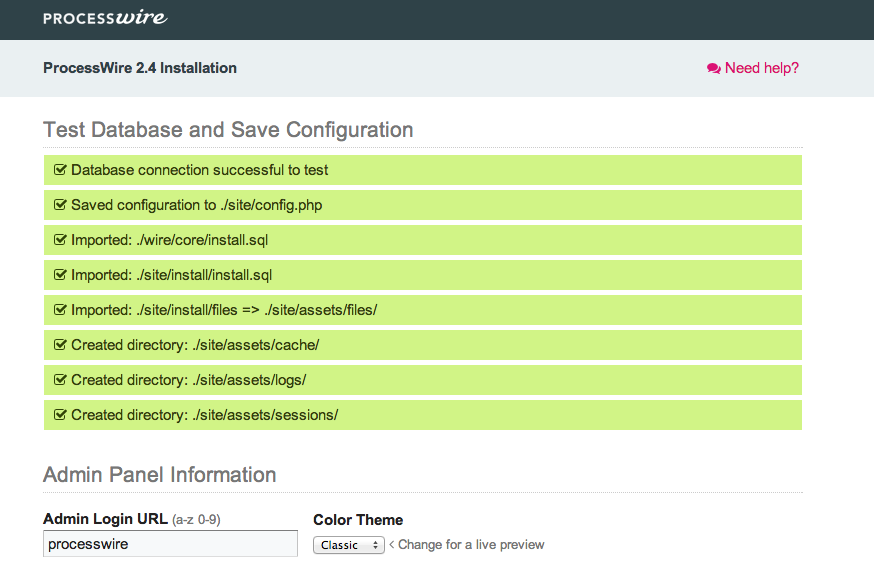 PROCESSwire
ProcessWire 2.4 Installation
Need help?
Test Database and Save Configuration
Database connection successful to test
Saved configuration to ./site/config.php
Imported: ./wire/core/install.sql
Imported: ./site/install/install.sql
Imported: ./site/install/files => ./site/assets/files/
Created directory: ./site/assets/cache/
Created directory: ./site/assets/logs/
Created directory: ./site/assets/sessions/
Admin Panel Information
Admin Login URL (a-z 0-9)
Color Theme
processwire
Classic < Change for a live preview